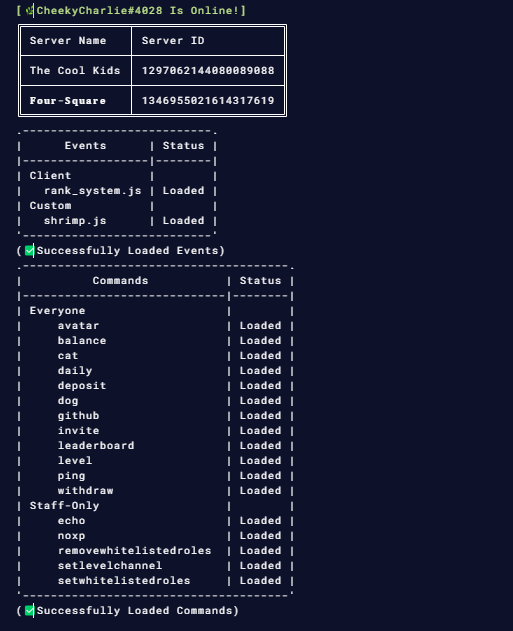 [🌿CheekyCharlie#4028 Is Online!]
Server Name Server ID
The Cool Kids 1297062144080089088
𝐅𝐨𝐮𝐫-𝐒𝐪𝐮𝐚𝐫𝐞 1346955021614317619
Events | Status
Client
rank_system.js | Loaded
Custom
shrimp.js | Loaded
(✅Successfully Loaded Events)
Commands | Status
Everyone
avatar | Loaded
balance | Loaded
cat | Loaded
daily | Loaded
deposit | Loaded
dog | Loaded
github | Loaded
invite | Loaded
leaderboard | Loaded
level | Loaded
ping | Loaded
withdraw | Loaded
Staff-Only
echo | Loaded
noxp | Loaded
removewhitelistedroles | Loaded
setlevelchannel | Loaded
setwhitelistedroles | Loaded
(✅Successfully Loaded Commands)